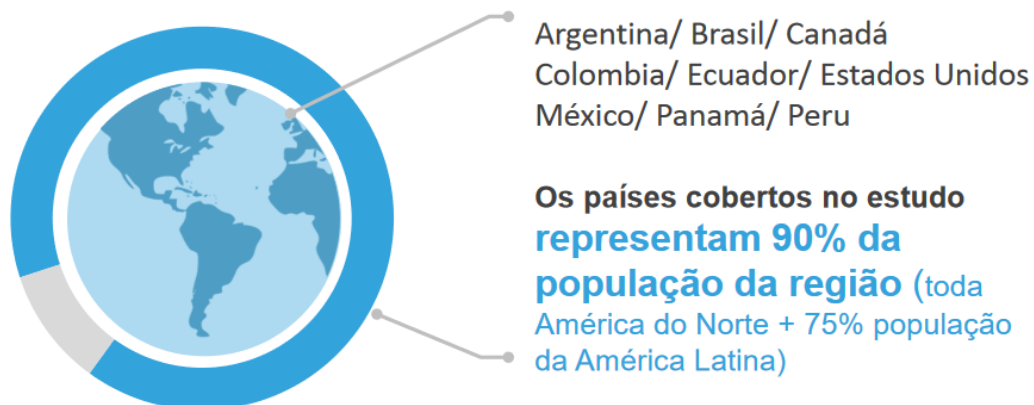 Argentina/ Brasil/ Canadá
Colombia/ Ecuador/ Estados Unidos
México/ Panamá/ Peru
Os países cobertos no estudo
representam 90% da
população da região (toda
América do Norte + 75% população
da América Latina)